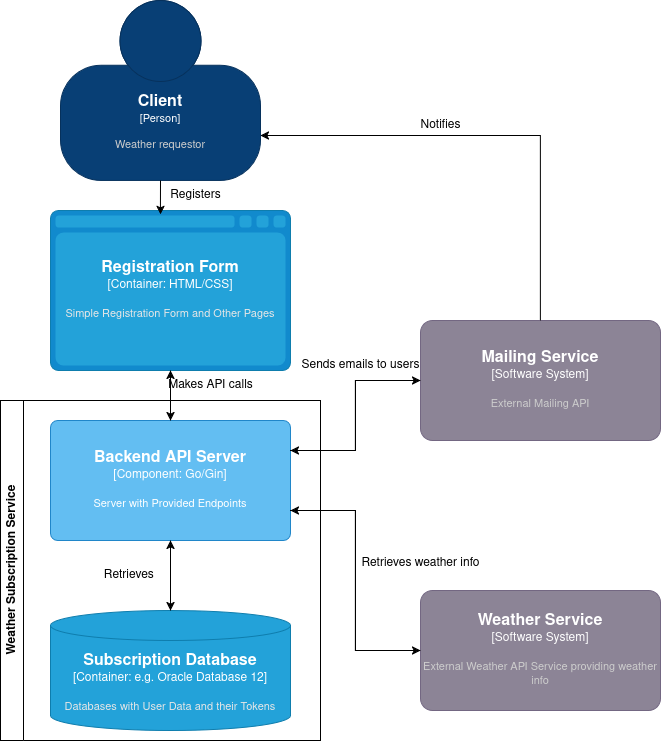 Client
[Person]
Weather requestor
Notifies
Registers
Registration Form
[Container: HTML/CSS]
Simple Registration Form and Other Pages
Mailing Service
[Software System]
External Mailing API
Sends emails to users
Makes API calls
Weather Subscription Service
Backend API Server
[Component: Go/Gin]
Server with Provided Endpoints
Retrieves weather info
Retrieves
Weather Service
[Software System]
External Weather API Service providing weather
info
Subscription Database
[Container: e.g. Oracle Database 12]
Databases with User Data and their Tokens